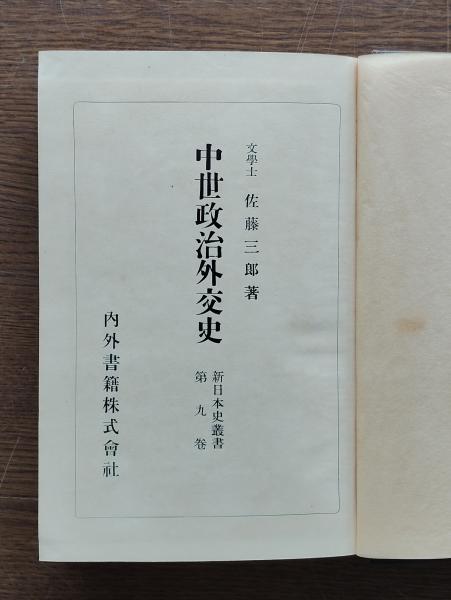 文學士 佐藤三郎著
中世政治外交史
新日本史叢書
第九卷
內外書籍株式會社